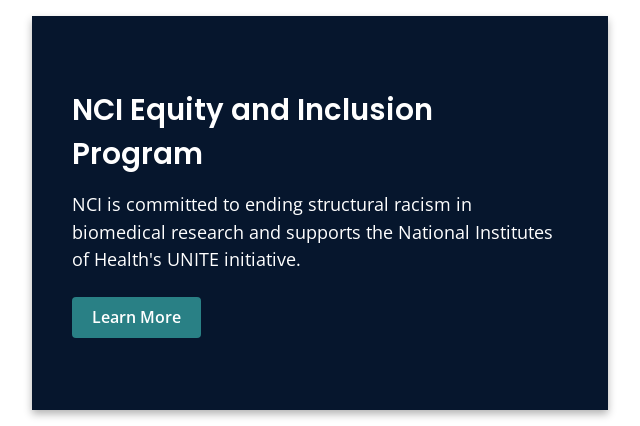 NCI Equity and Inclusion
Program
NCI is committed to ending structural racism in
biomedical research and supports the National Institutes
of Health's UNITE initiative.
Learn More